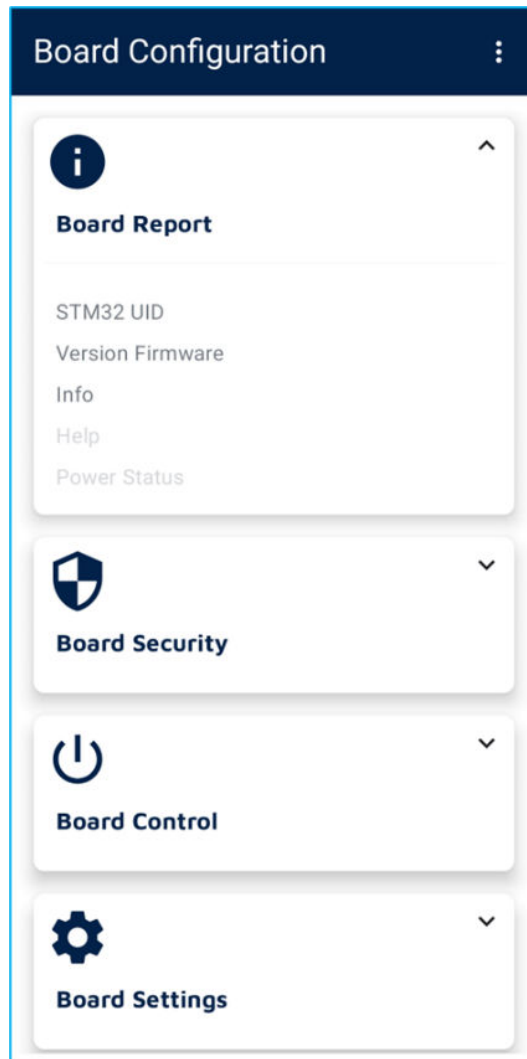 Board Configuration
Board Report
STM32 UID
Version Firmware
Info
Help
Power Status
Board Security
Board Control
Board Settings